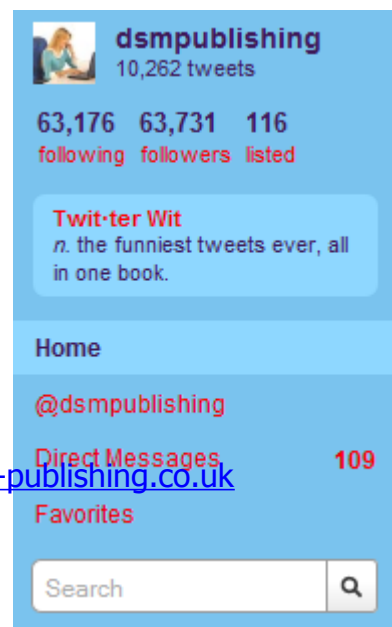 dsmpublishing
10,262 tweets
63,176 63,731 116
following followers listed
Twit·ter Wit
n. the funniest tweets ever, all
in one book.
Home
@dsmpublishing
Direct Messages 109
-publishing.co.uk
Favorites
Search